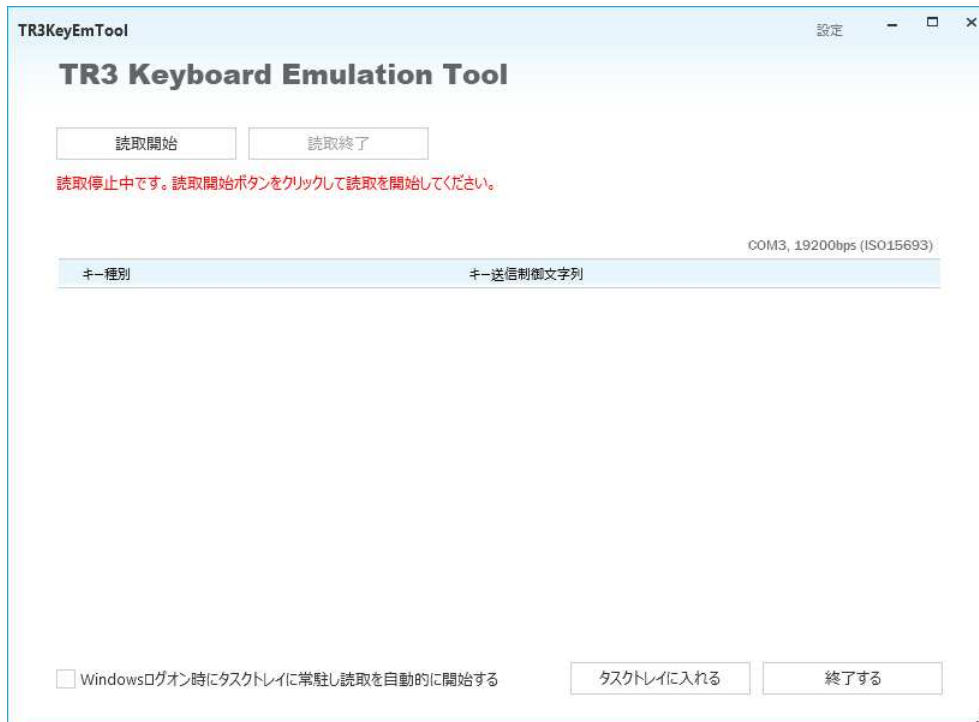 TR3KeyEmTool 設定
TR3 Keyboard Emulation Tool
読取開始 読取終了
読取停止中です。読取開始ボタンをクリックして読取を開始してください。
COM3, 19200bps (ISO15693)
キー種別 キー送信制御文字列
Windowsログオン時にタスクトレイに常駐し読取を自動的に開始する タスクトレイに入れる 終了する